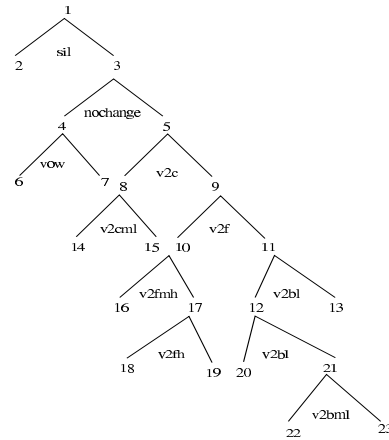 1
sil
2 3
nochange
4 5
vow v2c
6 7 8 9
v2cml v2f
14 15 10 11
v2fmh v2bl
16 17 12 13
v2fh v2bl
18 19 20 21
v2bml
22 23